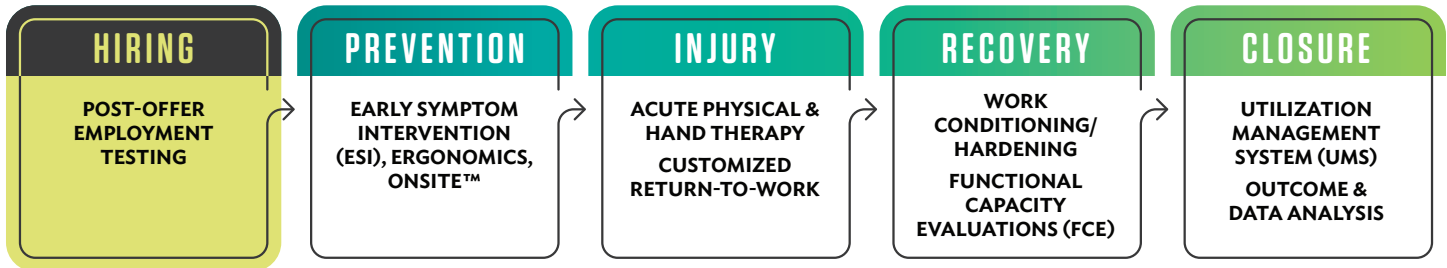 HIRING
POST-OFFER
EMPLOYMENT
TESTING
PREVENTION
EARLY SYMPTOM
INTERVENTION
(ESI), ERGONOMICS,
ONSITE™
INJURY
ACUTE PHYSICAL &
HAND THERAPY
CUSTOMIZED
RETURN-TO-WORK
RECOVERY
WORK
CONDITIONING/
HARDENING
FUNCTIONAL
CAPACITY
EVALUATIONS (FCE)
CLOSURE
UTILIZATION
MANAGEMENT
SYSTEM (UMS)
OUTCOME &
DATA ANALYSIS